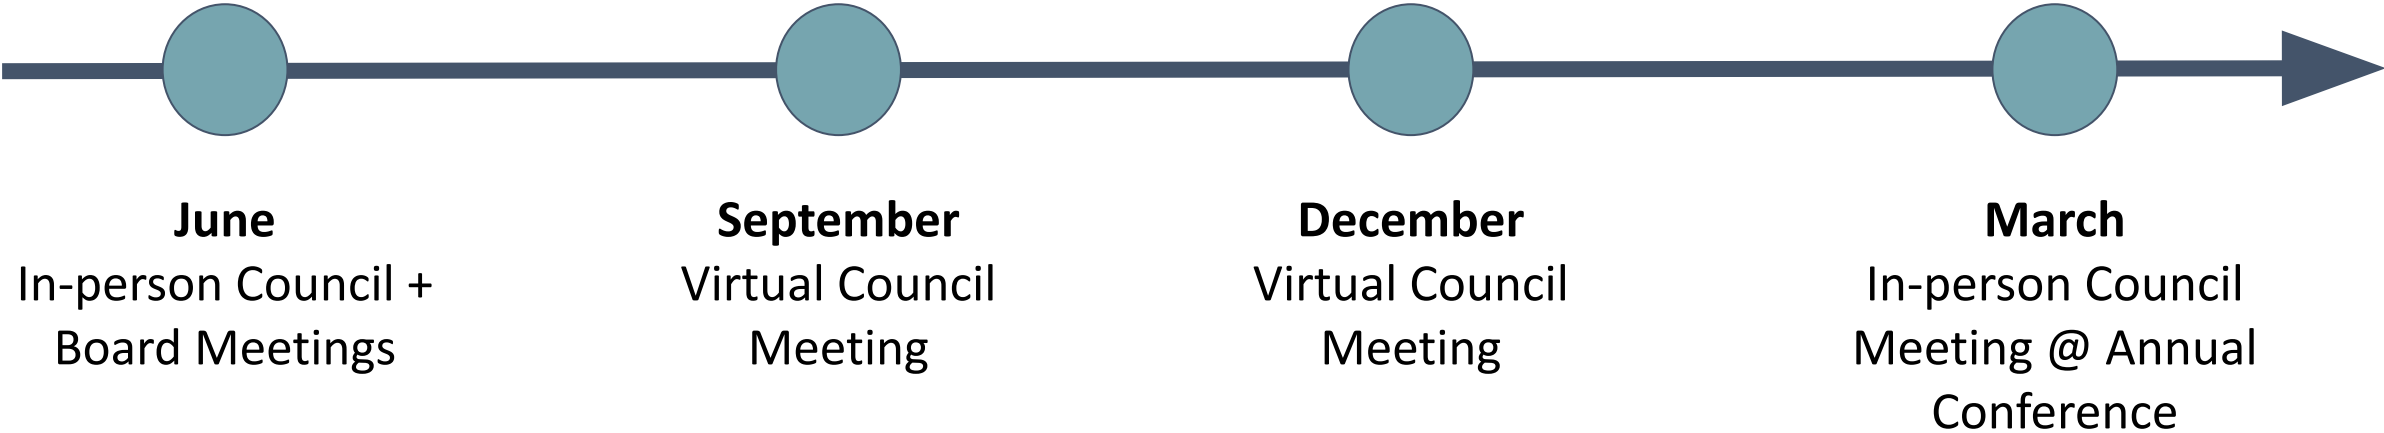 June
In-person Council +
Board Meetings
September
Virtual Council
Meeting
December
Virtual Council
Meeting
March
In-person Council
Meeting @ Annual
Conference